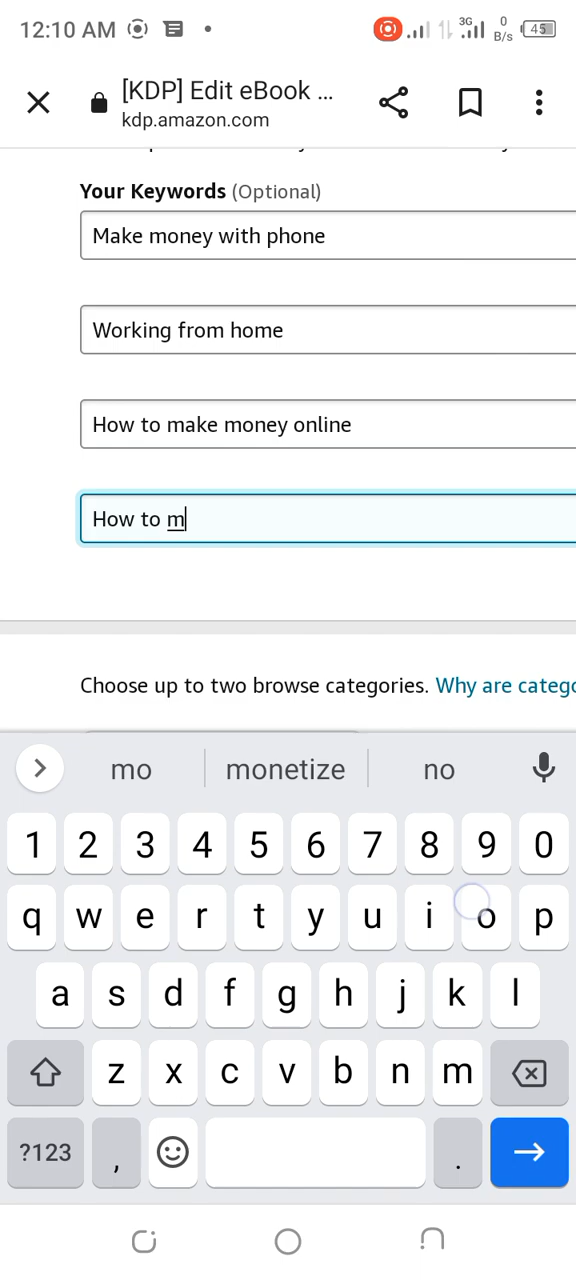 12:10 AM 3G 0 B/s 45
[KDP] Edit eBook ...
kdp.amazon.com
Your Keywords (Optional)
Make money with phone
Working from home
How to make money online
How to m
Choose up to two browse categories. Why are catego
mo monetize no
1 2 3 4 5 6 7 8 9 0
q w e r t y u i o p
a s d f g h j k l
z x c v b n m
?123 , .